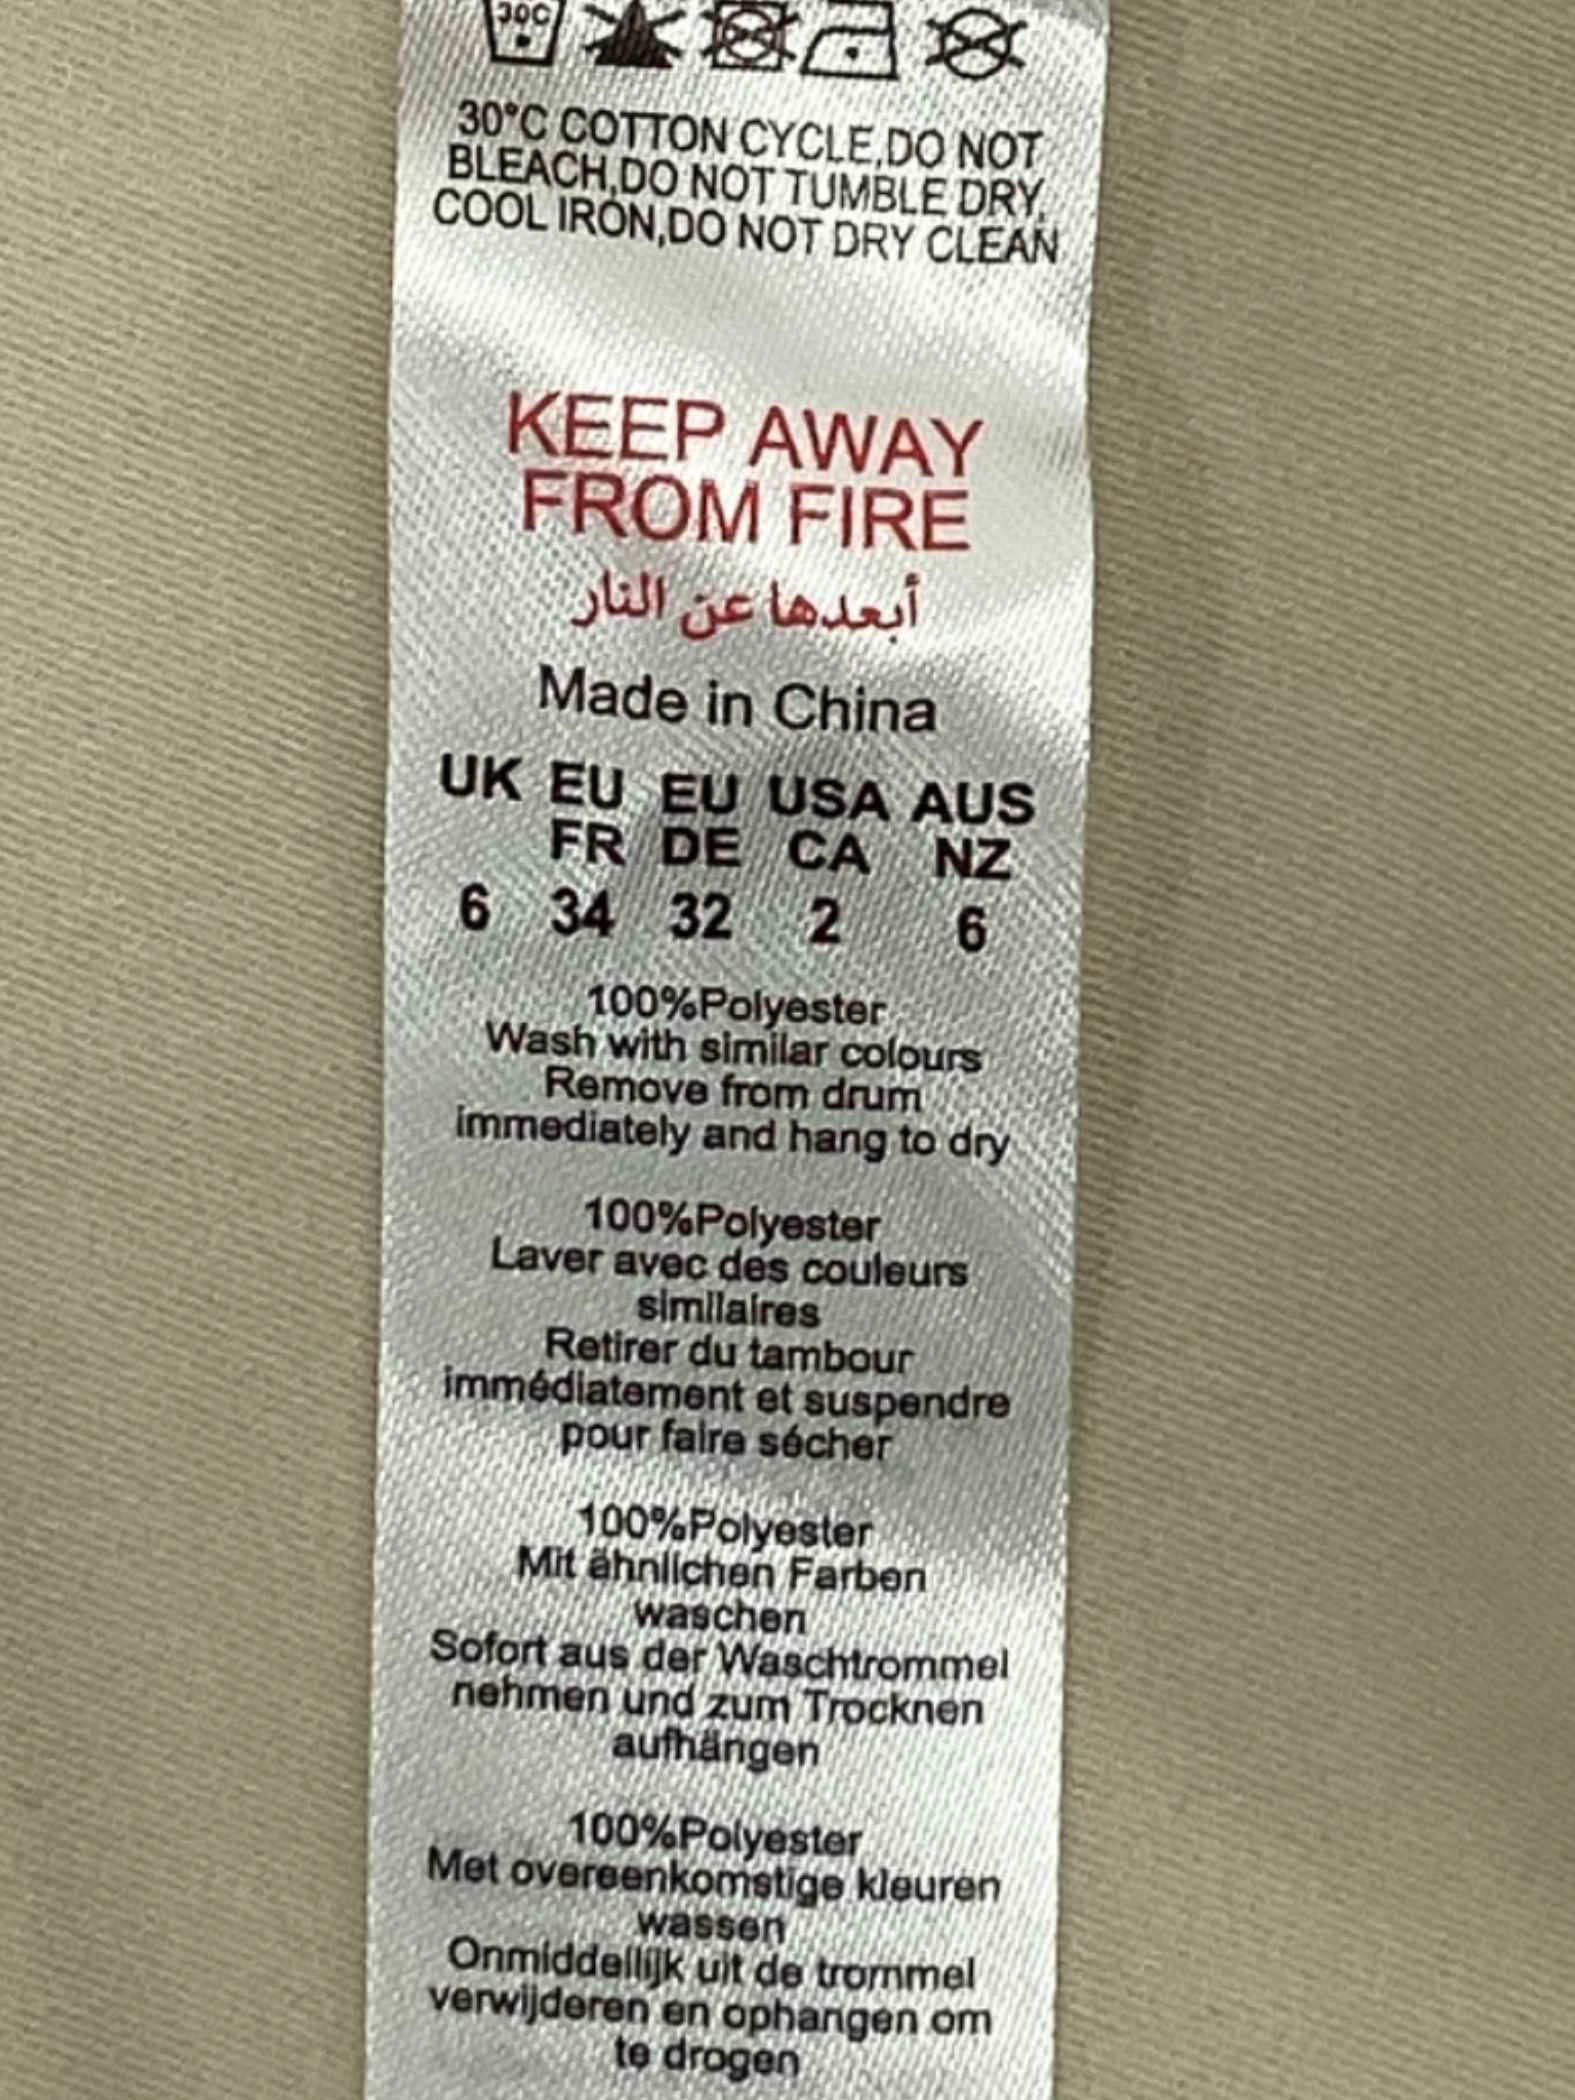 30C
30°C COTTON CYCLE,DO NOT
BLEACH,DO NOT TUMBLE DRY,
COOL IRON,DO NOT DRY CLEAN
KEEP AWAY
FROM FIRE
أبعدها عن النار
Made in China
UK EU EU USA AUS
FR DE CA NZ
6 34 32 2 6
100%Polyester
Wash with similar colours
Remove from drum
immediately and hang to dry
100%Polyester
Laver avec des couleurs
similaires
Retirer du tambour
immédiatement et suspendre
pour faire sécher
100%Polyester
Mit ähnlichen Farben
waschen
Sofort aus der Waschtrommel
nehmen und zum Trocknen
aufhängen
100%Polyester
Met overeenkomstige kleuren
wassen
Onmiddellijk uit de trommel
verwijderen en ophangen om
te drogen